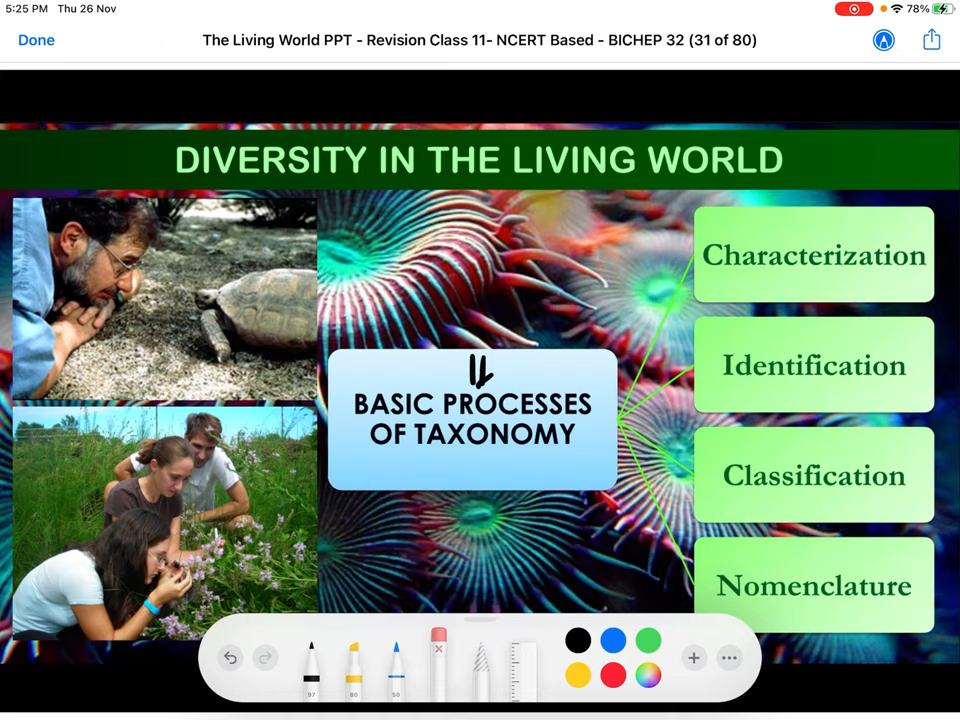 5:25 PM Thu 26 Nov
78%
Done
The Living World PPT - Revision Class 11- NCERT Based - BICHEP 32 (31 of 80)
DIVERSITY IN THE LIVING WORLD
Characterization
Identification
BASIC PROCESSES
OF TAXONOMY
Classification
Nomenclature
97
80
50